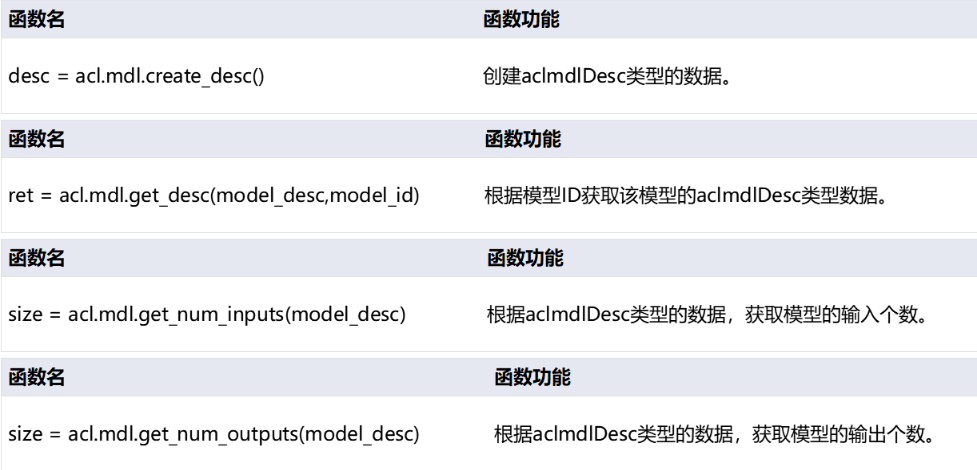 函数名 函数功能
desc = acl.mdl.create_desc() 创建aclmdlDesc类型的数据。
函数名 函数功能
ret = acl.mdl.get_desc(model_desc,model_id) 根据模型ID获取该模型的aclmdlDesc类型数据。
函数名 函数功能
size = acl.mdl.get_num_inputs(model_desc) 根据aclmdlDesc类型的数据，获取模型的输入个数。
函数名 函数功能
size = acl.mdl.get_num_outputs(model_desc) 根据aclmdlDesc类型的数据，获取模型的输出个数。